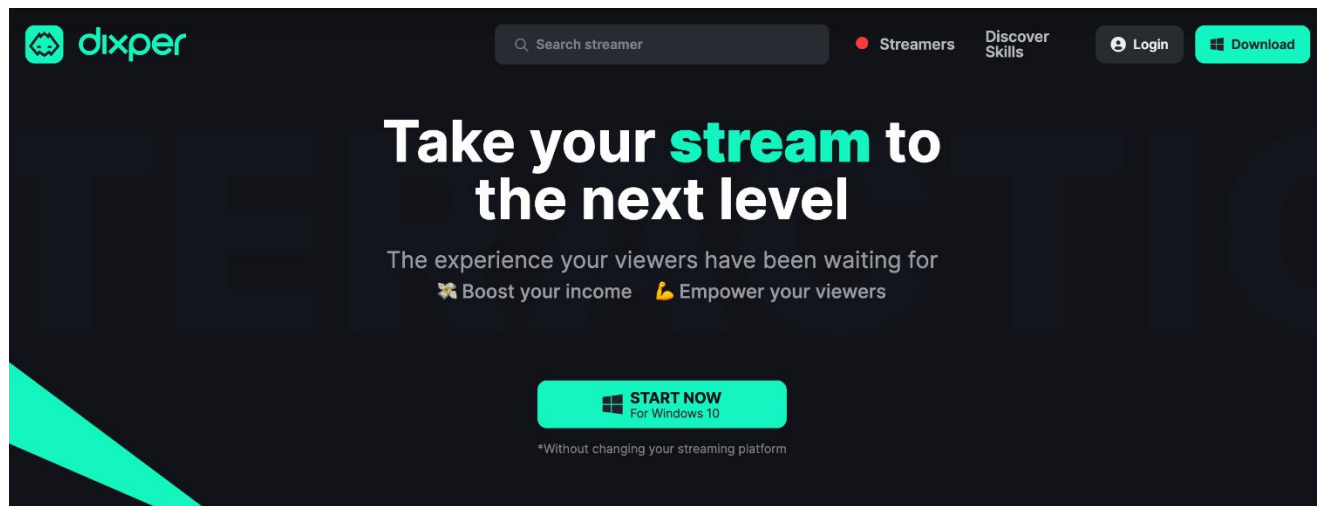 dixper
Search streamer
Streamers
Discover
Skills
Login
Download
Take your stream to
the next level
The experience your viewers have been waiting for
💸 Boost your income 💪 Empower your viewers
START NOW
For Windows 10
*Without changing your streaming platform
TERACTIO